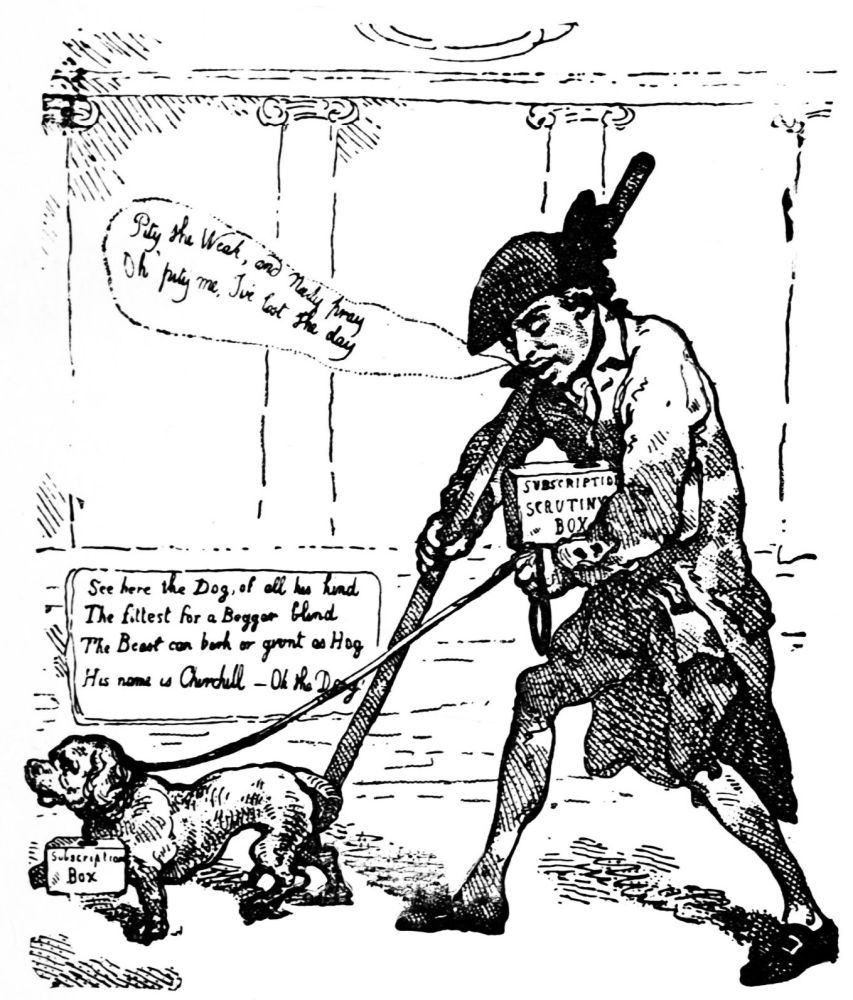 Pity the Weak, and Nobly pray
Oh pity me, I've lost the day
SUBSCRIPTIO
SCRUTINY
BOX
See here the Dog, of all his kind
The fittest for a Beggar blind
The Beast can bark or grunt as Hog
His name is Churchill – Oh the Dog
Subscription
BOX